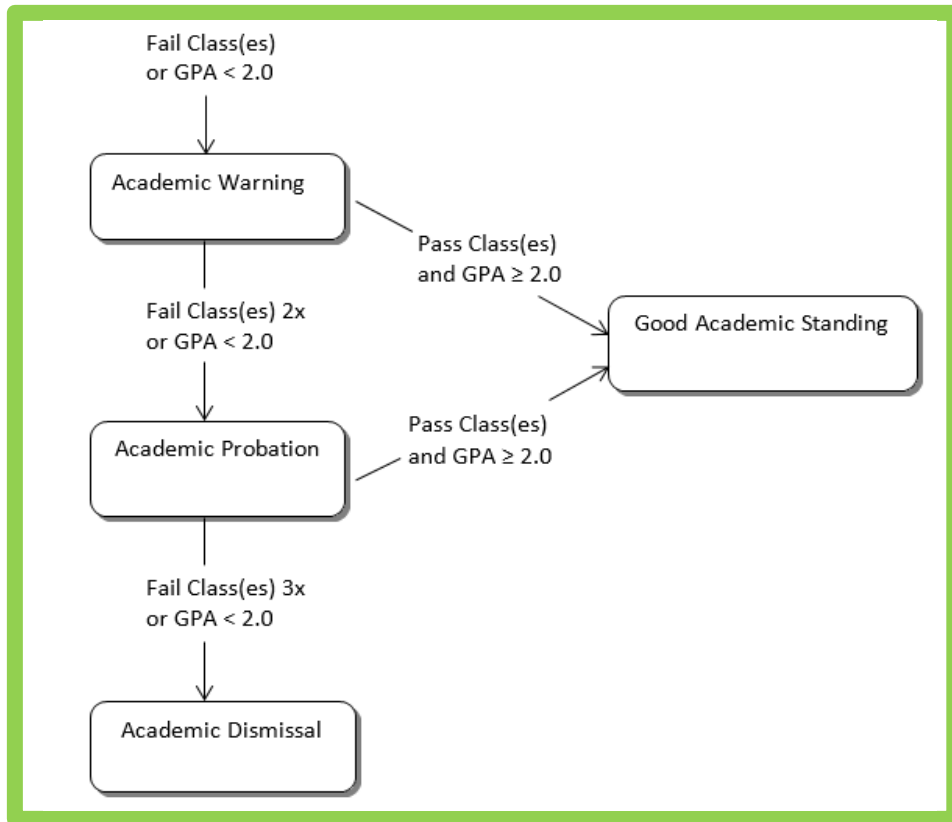 Fail Class(es)
or GPA < 2.0
Academic Warning
Pass Class(es)
and GPA ≥ 2.0
Fail Class(es) 2x
or GPA < 2.0
Good Academic Standing
Academic Probation
Pass Class(es)
and GPA ≥ 2.0
Fail Class(es) 3x
or GPA < 2.0
Academic Dismissal